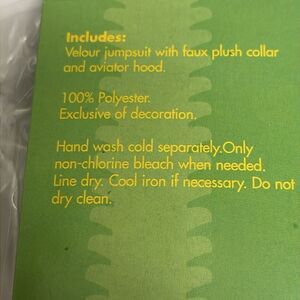 Includes:
Velour jumpsuit with faux plush collar
and aviator hood.
100% Polyester.
Exclusive of decoration.
Hand wash cold separately.Only
non-chlorine bleach when needed.
Line dry. Cool iron if necessary. Do not
dry clean.